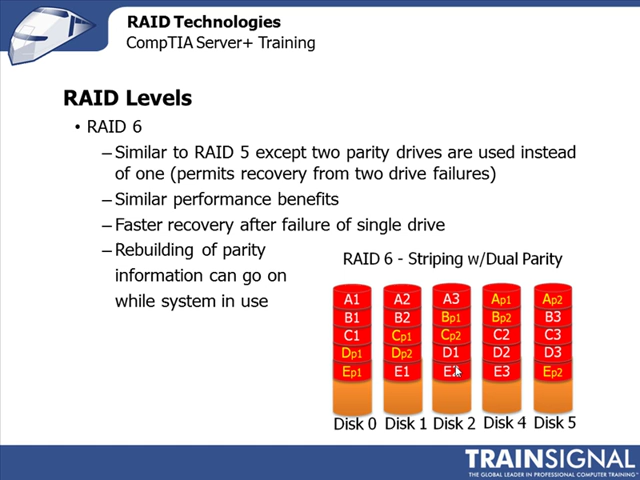 RAID Technologies
CompTIA Server+ Training
RAID Levels
• RAID 6
– Similar to RAID 5 except two parity drives are used instead
of one (permits recovery from two drive failures)
– Similar performance benefits
– Faster recovery after failure of single drive
– Rebuilding of parity
information can go on
while system in use
RAID 6 - Striping w/Dual Parity
A1 A2 A3 Ap1 Ap2
B1 B2 Bp1 Bp2 B3
C1 Cp1 Cp2 C2 C3
Dp1 Dp2 D1 D2 D3
Ep1 E1 E2 E3 Ep2
Disk 0 Disk 1 Disk 2 Disk 4 Disk 5
TRAINSIGNAL
THE GLOBAL LEADER IN PROFESSIONAL COMPUTER TRAINING